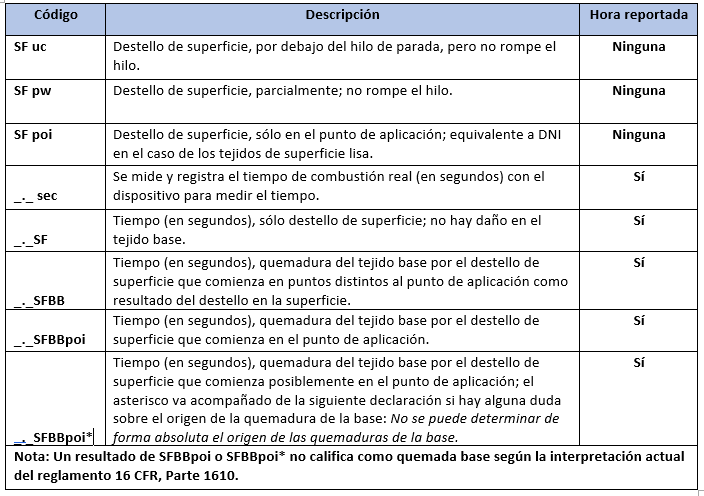 Código Descripción Hora reportada
SF uc Destello de superficie, por debajo del hilo de parada, pero no rompe el Ninguna
hilo.
SF pw Destello de superficie, parcialmente; no rompe el hilo. Ninguna
SF poi Destello de superficie, sólo en el punto de aplicación; equivalente a DNI Ninguna
en el caso de los tejidos de superficie lisa.
Se mide y registra el tiempo de combustión real (en segundos) con el Sí
_._ sec dispositivo para medir el tiempo.
Tiempo (en segundos), sólo destello de superficie; no hay daño en el Sí
_._SF tejido base.
Tiempo (en segundos), quemadura del tejido base por el destello de Sí
superficie que comienza en puntos distintos al punto de aplicación como
_._SFBB resultado del destello en la superficie.
Tiempo (en segundos), quemadura del tejido base por el destello de Sí
_._SFBBpoi superficie que comienza en el punto de aplicación.
Tiempo (en segundos), quemadura del tejido base por el destello de Sí
superficie que comienza posiblemente en el punto de aplicación; el
asterisco va acompañado de la siguiente declaración si hay alguna duda
sobre el origen de la quemadura de la base: No se puede determinar de
_._SFBBpoi* forma absoluta el origen de las quemaduras de la base.
Nota: Un resultado de SFBBpoi o SFBBpoi* no califica como quemada base según la interpretación actual
del reglamento 16 CFR, Parte 1610.